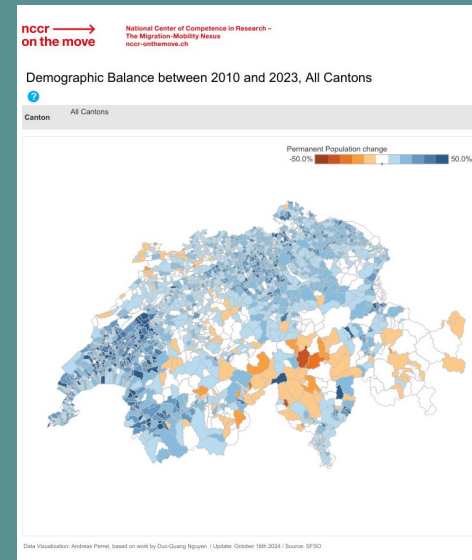 nccr
on the move
National Center of Competence in Research –
The Migration-Mobility Nexus
nccr-onthemove.ch
Demographic Balance between 2010 and 2023, All Cantons
?
Canton
All Cantons
Permanent Population change
-50.0% 50.0%
Data Visualization: Andreas Perret, based on work by Duc-Quang Nguyen / Update: October 18th 2024 / Source: SFSO